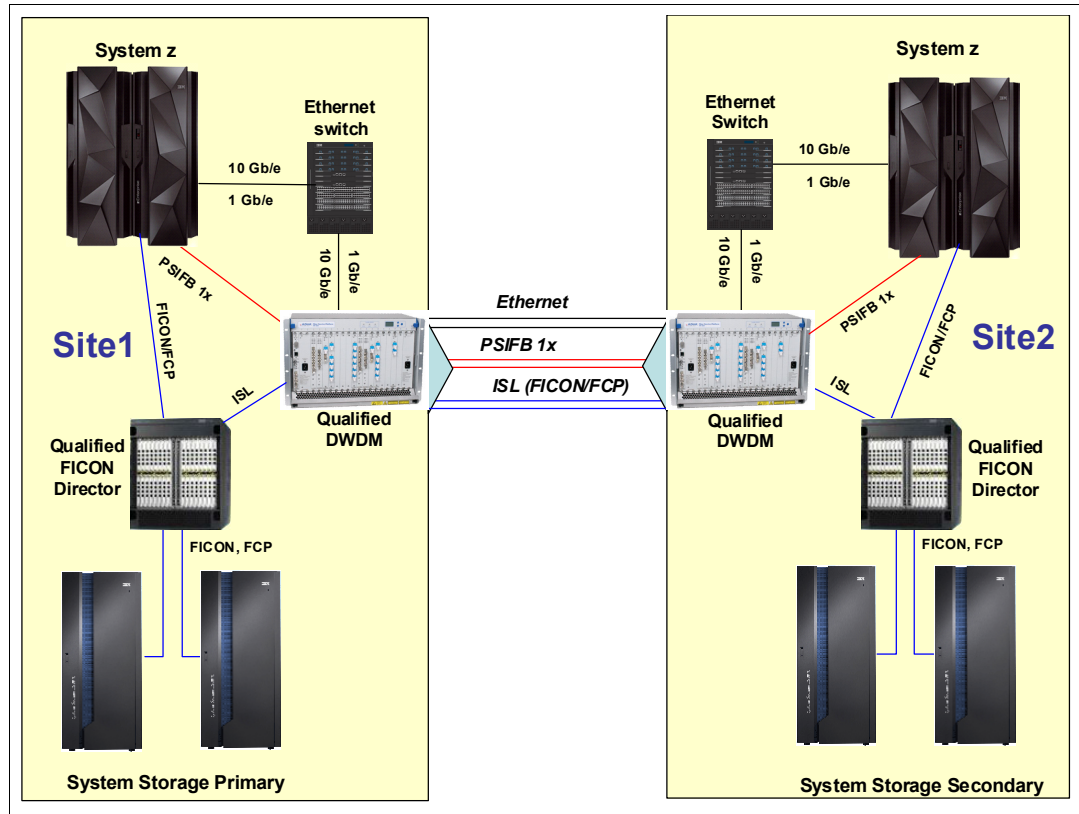 System z
Ethernet
switch
10 Gb/e
1 Gb/e
10 Gb/e
1 Gb/e
PSIFB 1x
FICON/FCP
Site1
ISL
Qualified
DWDM
Qualified
FICON
Director
FICON, FCP
System Storage Primary
Ethernet
PSIFB 1x
ISL (FICON/FCP)
System z
Ethernet
Switch
10 Gb/e
1 Gb/e
10 Gb/e
1 Gb/e
PSIFB 1x
FICON/FCP
Site2
ISL
Qualified
DWDM
Qualified
FICON
Director
FICON, FCP
System Storage Secondary